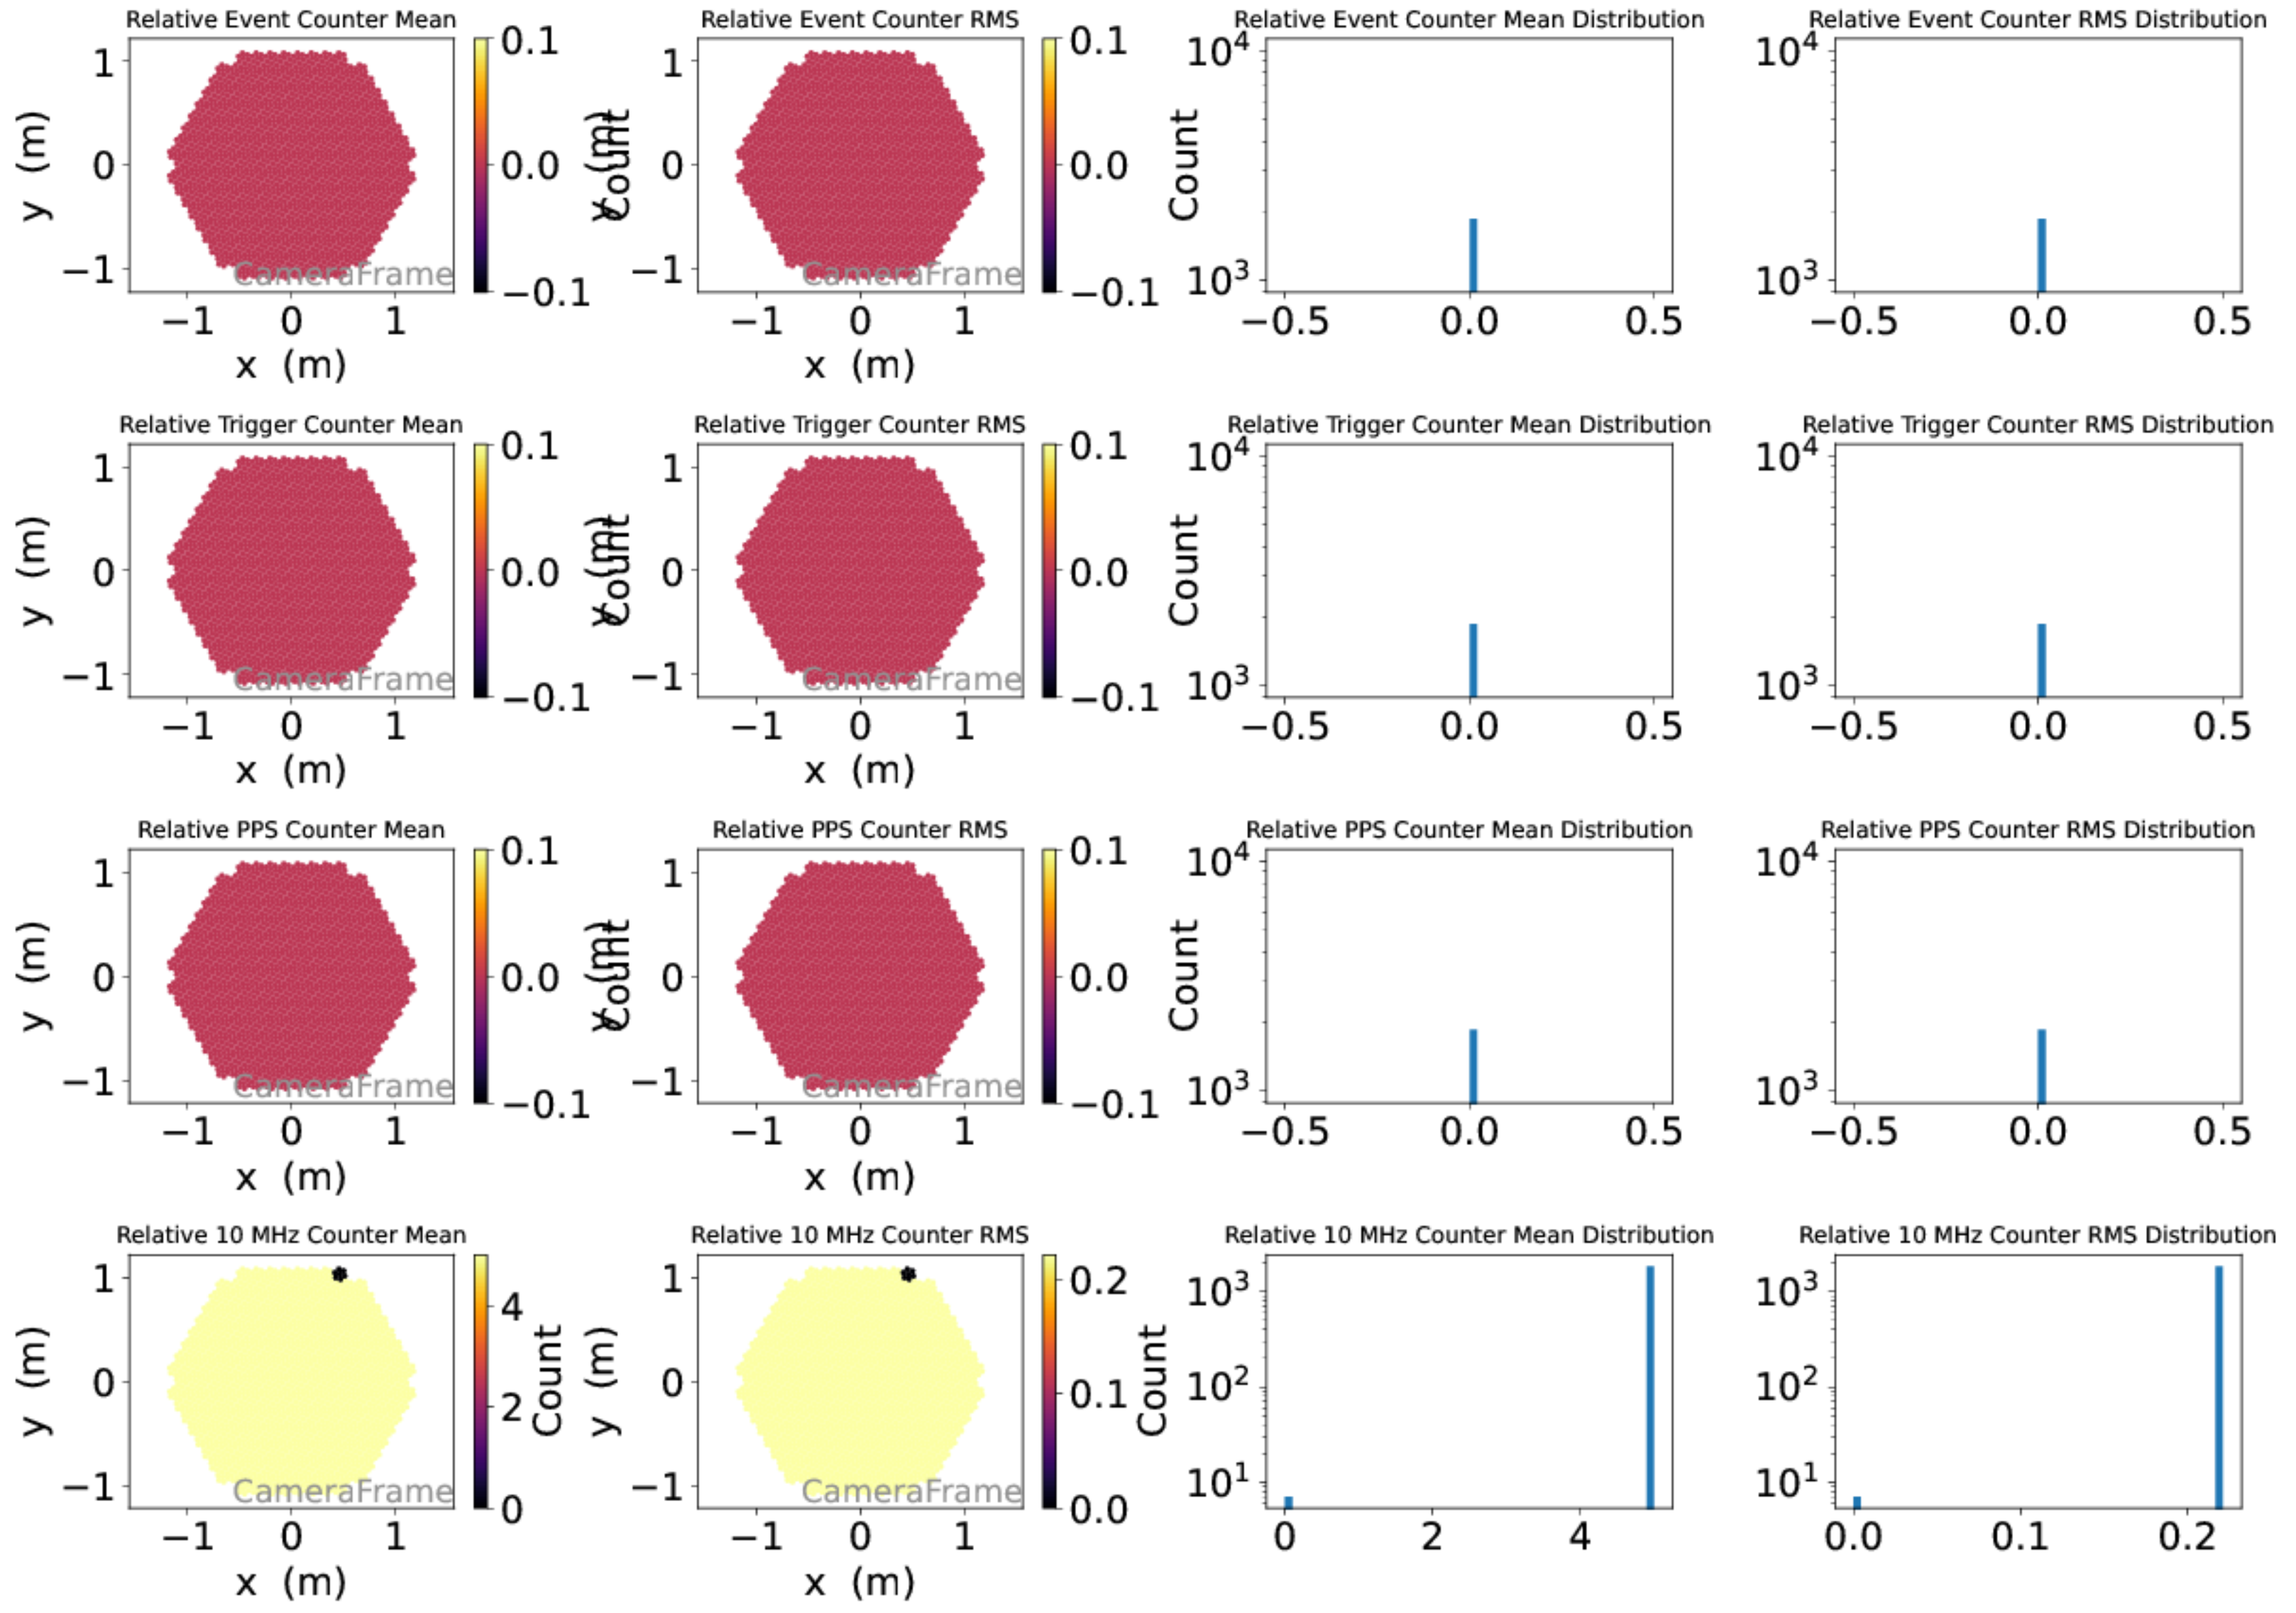 Relative Event Counter Mean
Relative Event Counter RMS
Relative Event Counter Mean Distribution
Relative Event Counter RMS Distribution
y (m)
1
0
−1
−1 0 1
x (m)
CameraFrame
0.1
0.0
−0.1
Count
y (m)
1
0
−1
−1 0 1
x (m)
CameraFrame
0.1
0.0
−0.1
Count
10⁴
10³
−0.5 0.0 0.5
10⁴
10³
−0.5 0.0 0.5
Relative Trigger Counter Mean
Relative Trigger Counter RMS
Relative Trigger Counter Mean Distribution
Relative Trigger Counter RMS Distribution
y (m)
1
0
−1
−1 0 1
x (m)
CameraFrame
0.1
0.0
−0.1
Count
y (m)
1
0
−1
−1 0 1
x (m)
CameraFrame
0.1
0.0
−0.1
Count
10⁴
10³
−0.5 0.0 0.5
10⁴
10³
−0.5 0.0 0.5
Relative PPS Counter Mean
Relative PPS Counter RMS
Relative PPS Counter Mean Distribution
Relative PPS Counter RMS Distribution
y (m)
1
0
−1
−1 0 1
x (m)
CameraFrame
0.1
0.0
−0.1
Count
y (m)
1
0
−1
−1 0 1
x (m)
CameraFrame
0.1
0.0
−0.1
Count
10⁴
10³
−0.5 0.0 0.5
10⁴
10³
−0.5 0.0 0.5
Relative 10 MHz Counter Mean
Relative 10 MHz Counter RMS
Relative 10 MHz Counter Mean Distribution
Relative 10 MHz Counter RMS Distribution
y (m)
1
0
−1
−1 0 1
x (m)
CameraFrame
4
2
0
Count
y (m)
1
0
−1
−1 0 1
x (m)
CameraFrame
0.2
0.1
0.0
Count
10³
10²
10¹
0 2 4
10³
10²
10¹
0.0 0.1 0.2